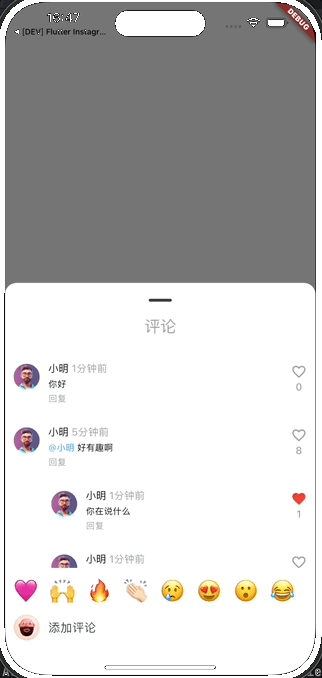 18:47
DEBUG
[DEV] Flutter Instagr...
评论
小明 1分钟前
你好
回复
0
小明 5分钟前
@小明 好有趣啊
回复
8
小明 1分钟前
你在说什么
回复
1
小明 1分钟前
添加评论